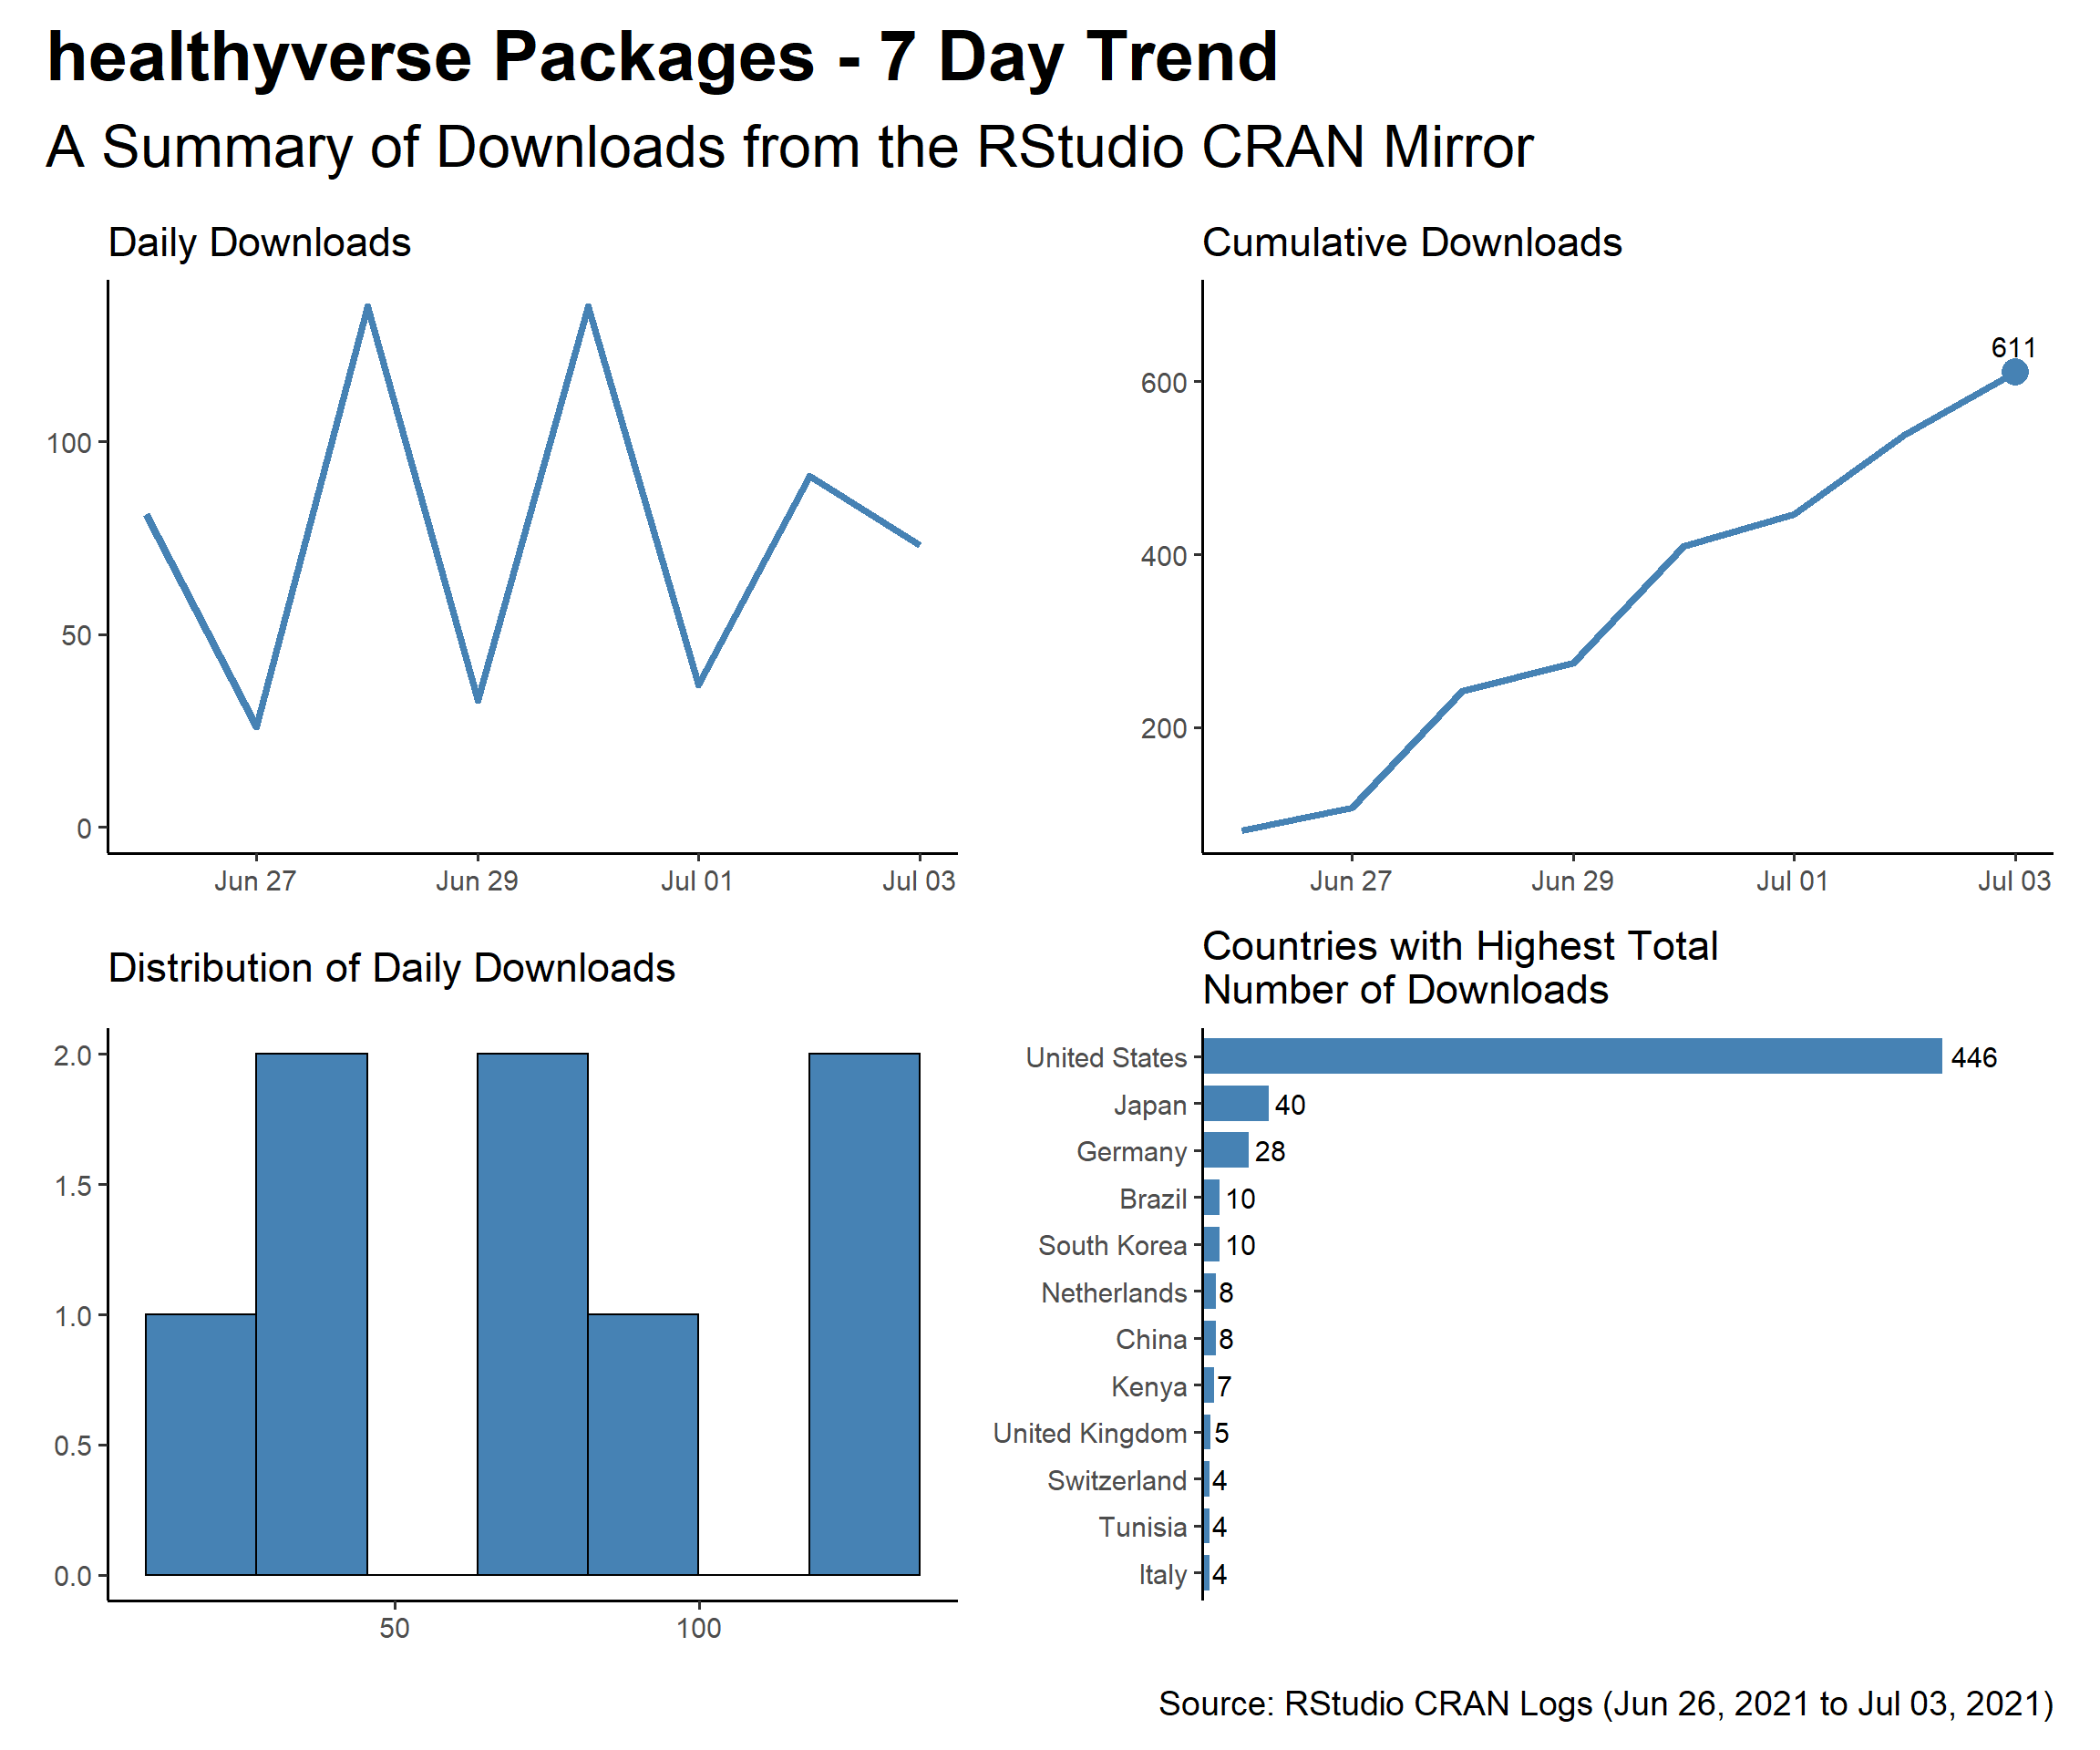 healthyverse Packages - 7 Day Trend
A Summary of Downloads from the RStudio CRAN Mirror
Daily Downloads
100
50
0
Jun 27
Jun 29
Jul 01
Jul 03
Cumulative Downloads
611
600
400
200
Jun 27
Jun 29
Jul 01
Jul 03
Distribution of Daily Downloads
2.0
1.5
1.0
0.5
0.0
50
100
Countries with Highest Total
Number of Downloads
United States 446
Japan 40
Germany 28
Brazil 10
South Korea 10
Netherlands 8
China 8
Kenya 7
United Kingdom 5
Switzerland 4
Tunisia 4
Italy 4
Source: RStudio CRAN Logs (Jun 26, 2021 to Jul 03, 2021)